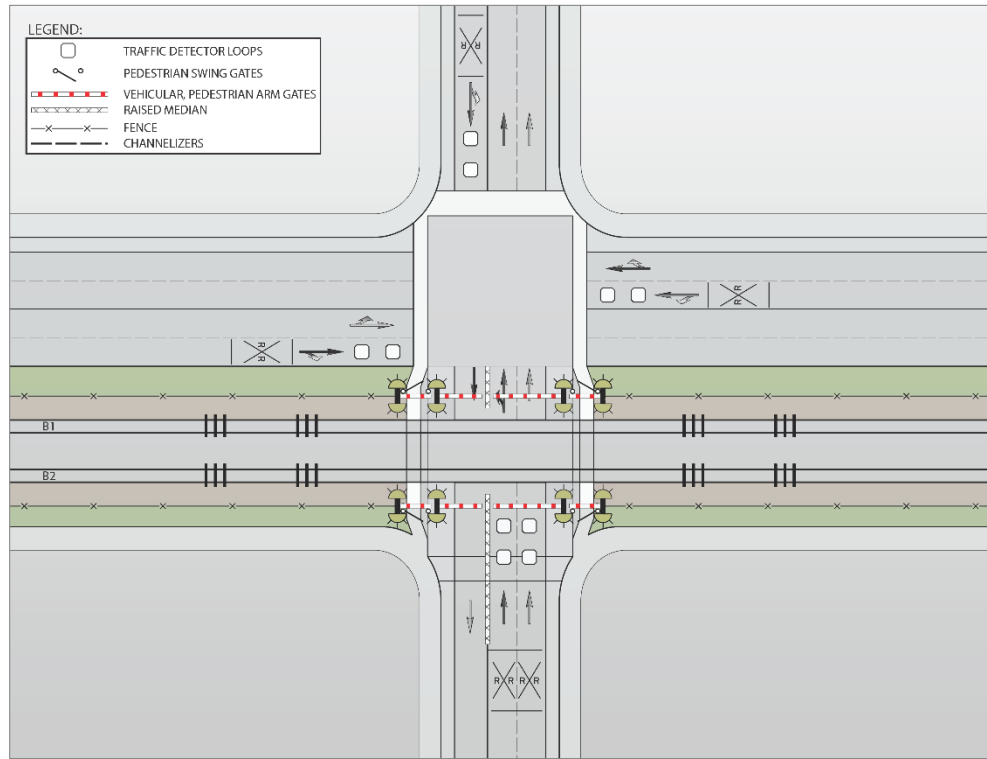 LEGEND:
TRAFFIC DETECTOR LOOPS
PEDESTRIAN SWING GATES
VEHICULAR, PEDESTRIAN ARM GATES
RAISED MEDIAN
FENCE
CHANNELIZERS
R R
R R
R R
B1
B2
R R R R